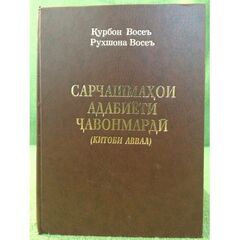 Қурбон Восеъ
Рухшона Восеъ
САРЧАШМАҲОИ
АДАБИЁТИ
ҶАВОНМАРДӢ
(КИТОБИ АВВАЛ)